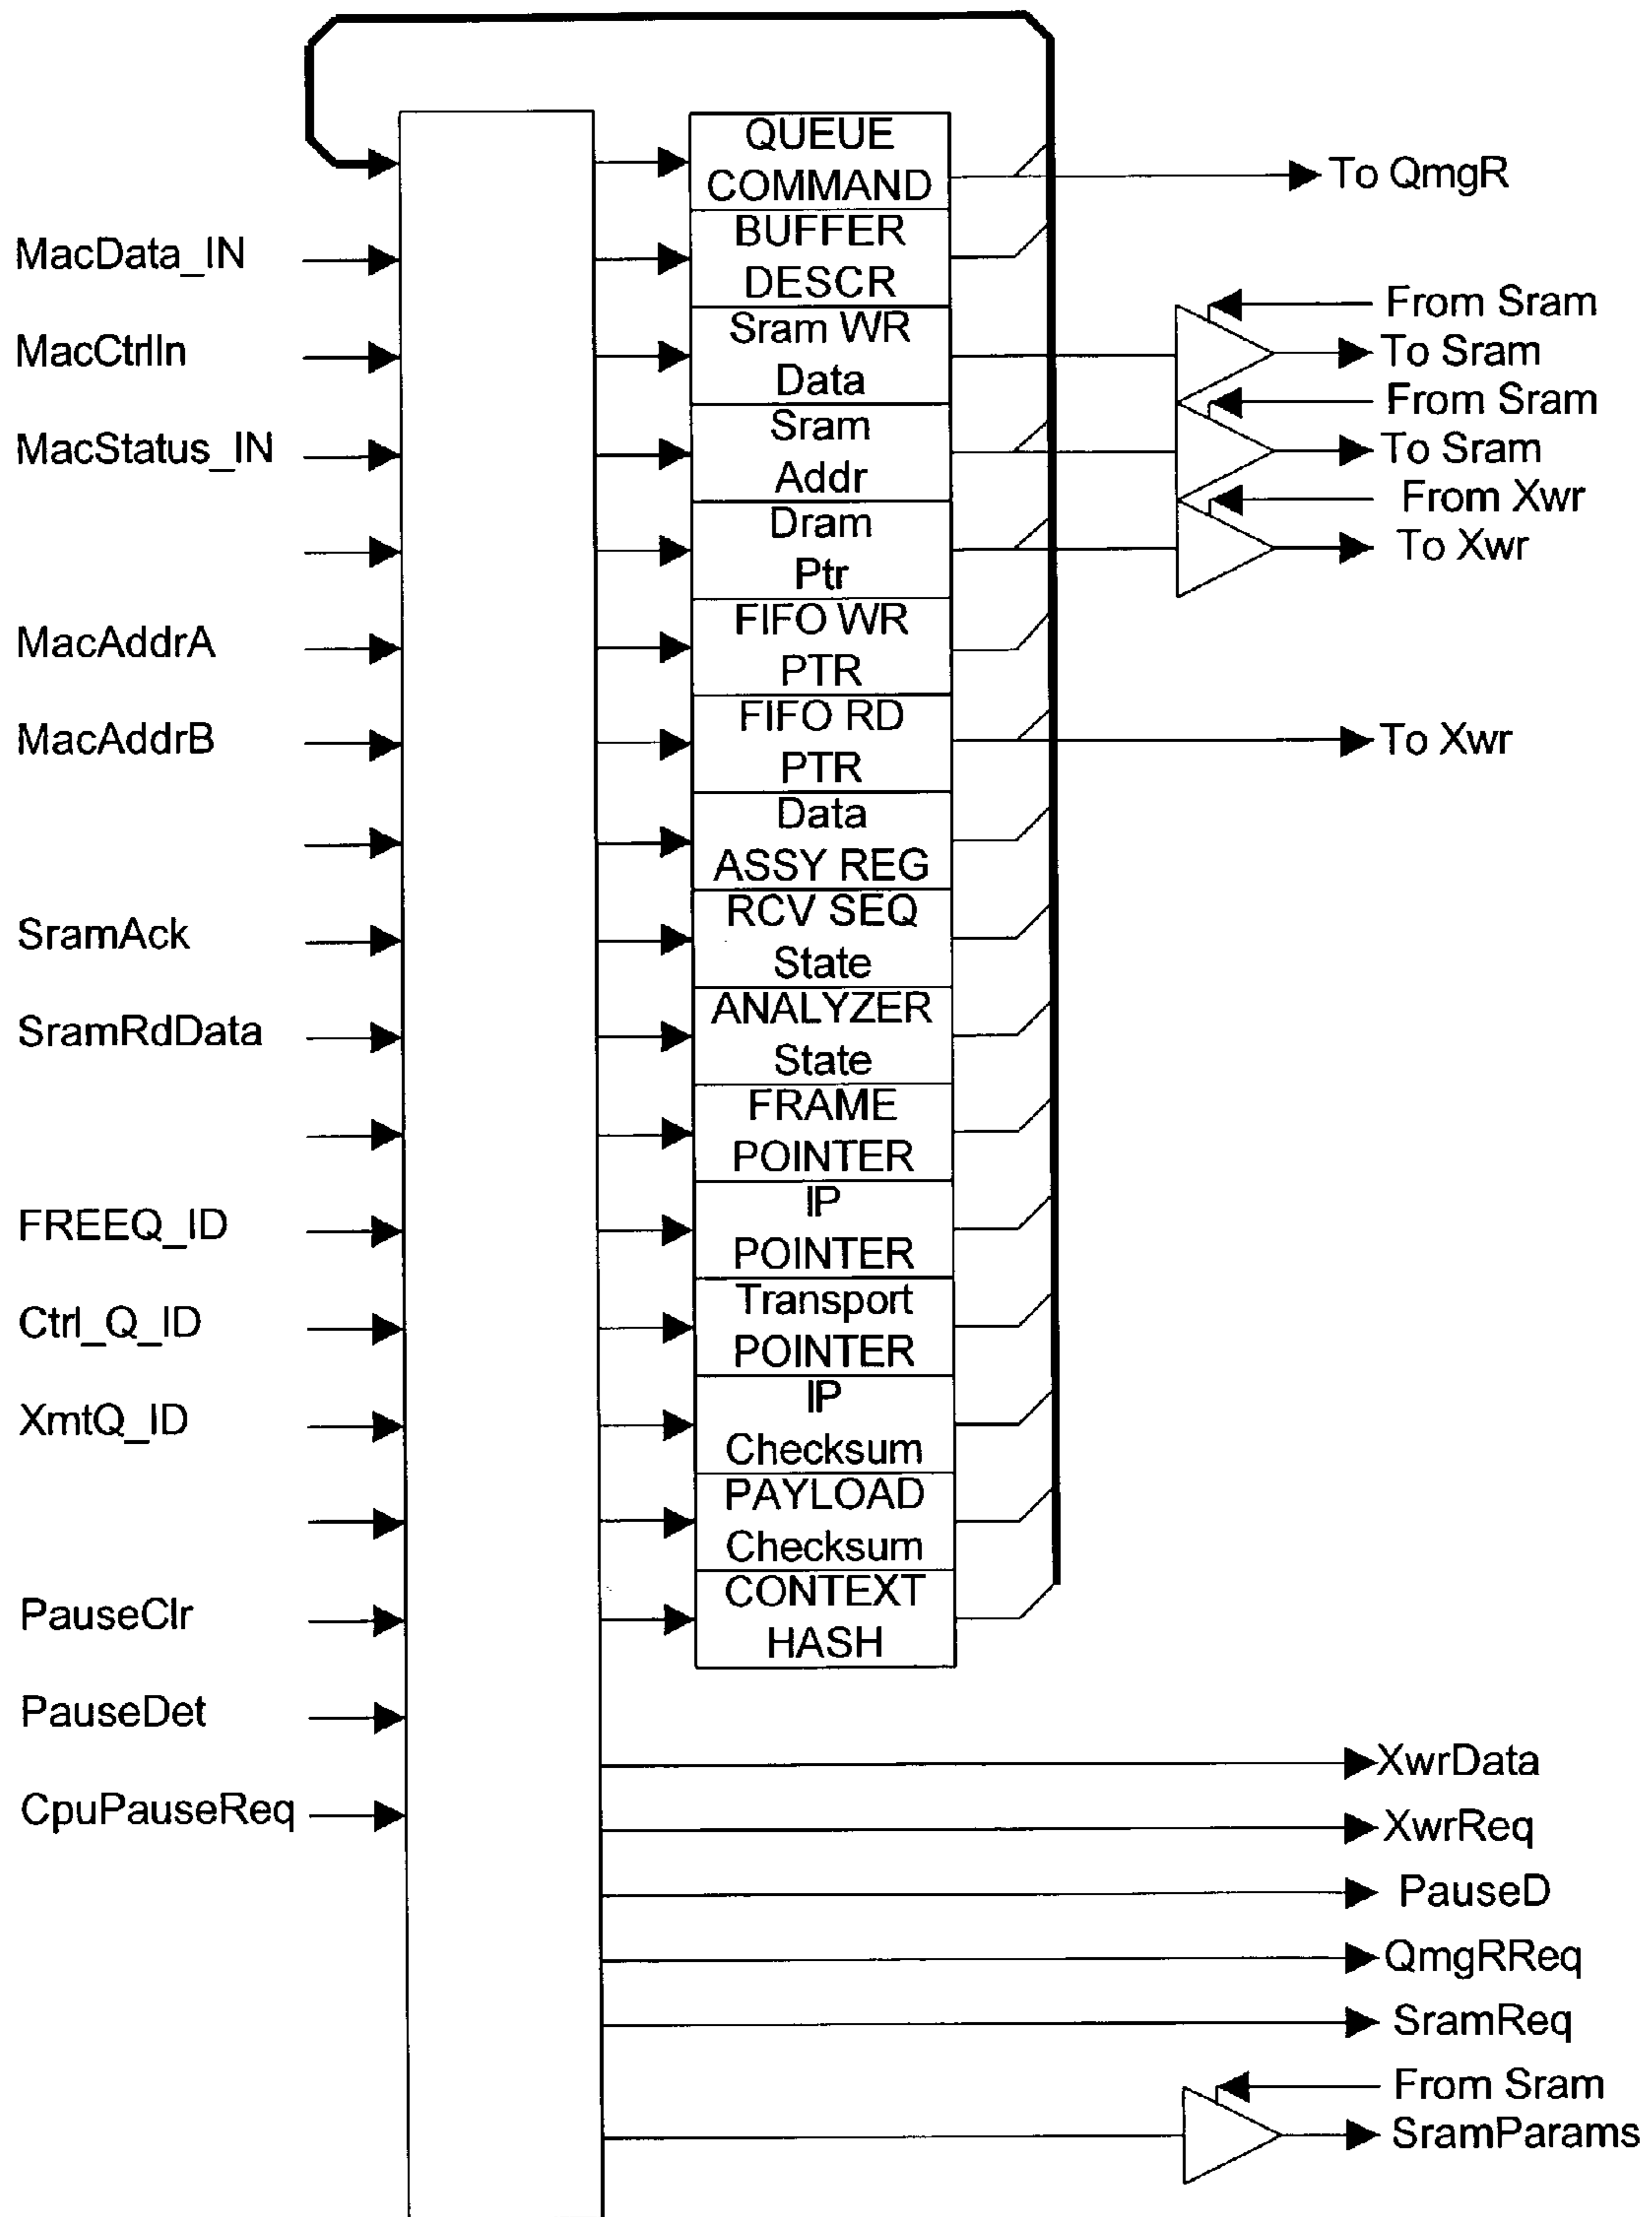 QUEUE
COMMAND
To QmgR
MacData_IN
BUFFER
DESCR
From Sram
MacCtrlIn
Sram WR
Data
To Sram
From Sram
MacStatus_IN
Sram
Addr
To Sram
From Xwr
Dram
Ptr
To Xwr
MacAddrA
FIFO WR
PTR
MacAddrB
FIFO RD
PTR
To Xwr
Data
ASSY REG
SramAck
RCV SEQ
State
SramRdData
ANALYZER
State
FRAME
POINTER
FREEQ_ID
IP
POINTER
Ctrl_Q_ID
Transport
POINTER
XmtQ_ID
IP
Checksum
PAYLOAD
Checksum
PauseClr
CONTEXT
HASH
PauseDet
XwrData
CpuPauseReq
XwrReq
PauseD
QmgRReq
SramReq
From Sram
SramParams